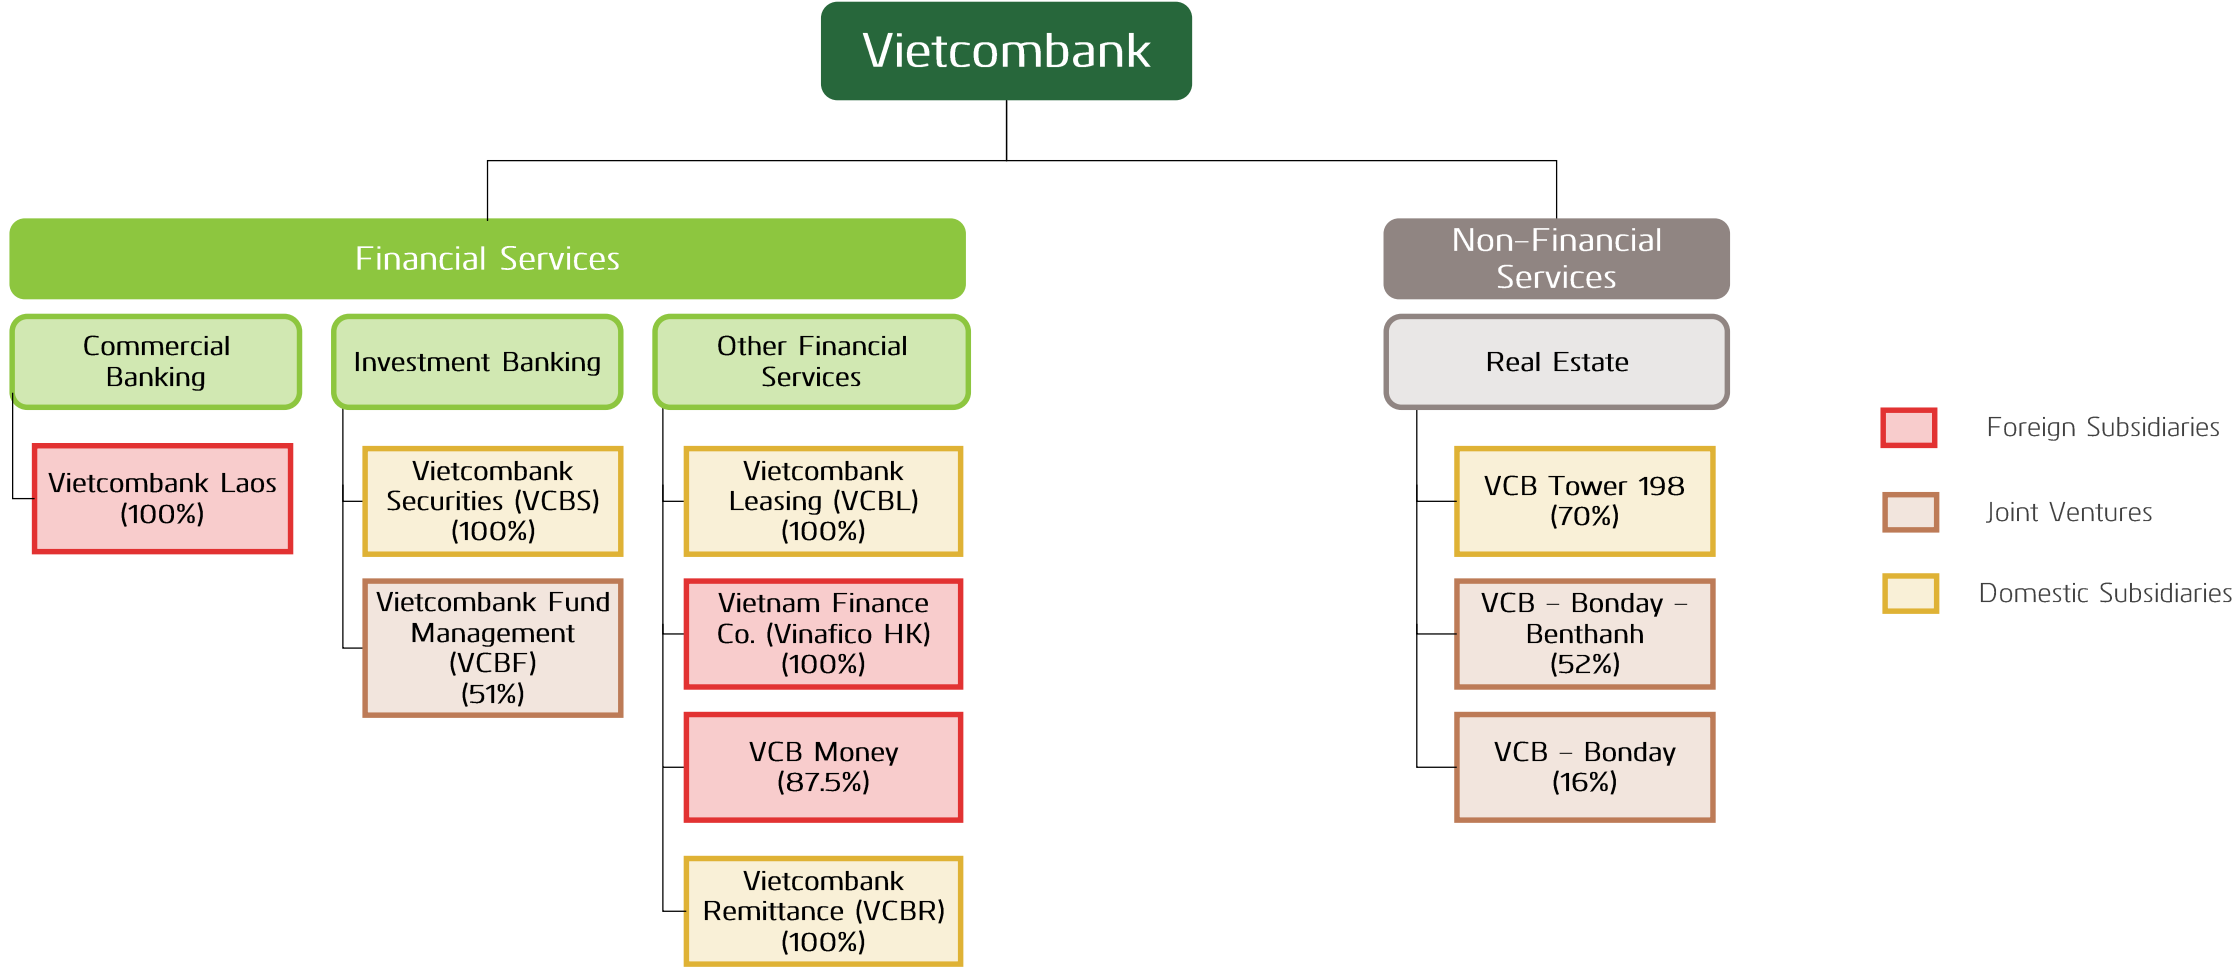 Vietcombank
Financial Services
Non-Financial
Services
Commercial
Banking
Investment Banking
Other Financial
Services
Real Estate
Vietcombank Laos
(100%)
Vietcombank
Securities (VCBS)
(100%)
Vietcombank Fund
Management
(VCBF)
(51%)
Vietcombank
Leasing (VCBL)
(100%)
Vietnam Finance
Co. (Vinafico HK)
(100%)
VCB Money
(87.5%)
Vietcombank
Remittance (VCBR)
(100%)
VCB Tower 198
(70%)
VCB – Bonday –
Benthanh
(52%)
VCB – Bonday
(16%)
Foreign Subsidiaries
Joint Ventures
Domestic Subsidiaries